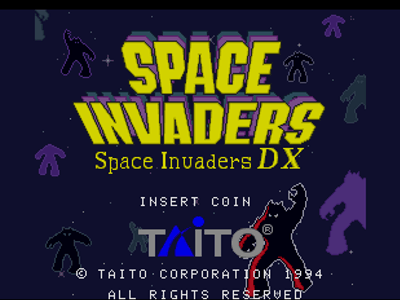 SPACE
INVADERS
Space Invaders DX
INSERT COIN
TAITO®
© TAITO CORPORATION 1994
ALL RIGHTS RESERVED